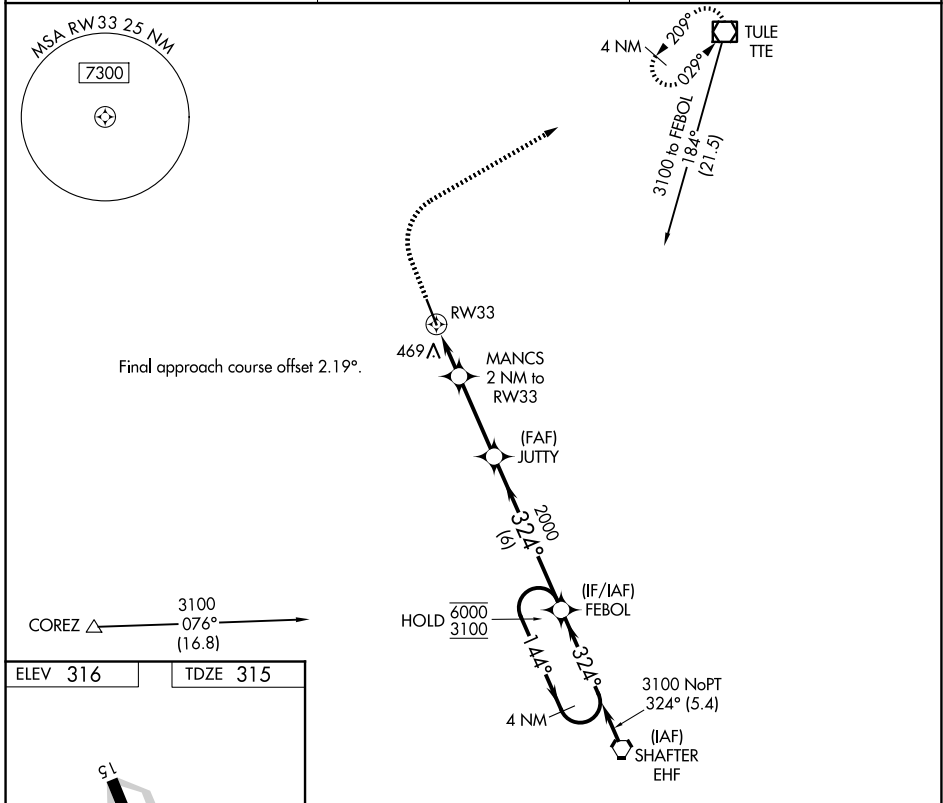 MSA RW33 25 NM
7300
4 NM
209°
029°
TULE
TTE
3100 to FEBOL
184°
(21.5)
RW33
469
MANCS
2 NM to
RW33
Final approach course offset 2.19°.
(FAF)
JUTTY
2000
324°
(6)
(IF/IAF)
FEBOL
HOLD 6000
3100
144°
324°
4 NM
3100 NoPT
324° (5.4)
(IAF)
SHAFTER
EHF
COREZ
3100
076°
(16.8)
ELEV 316
TDZE 315
15